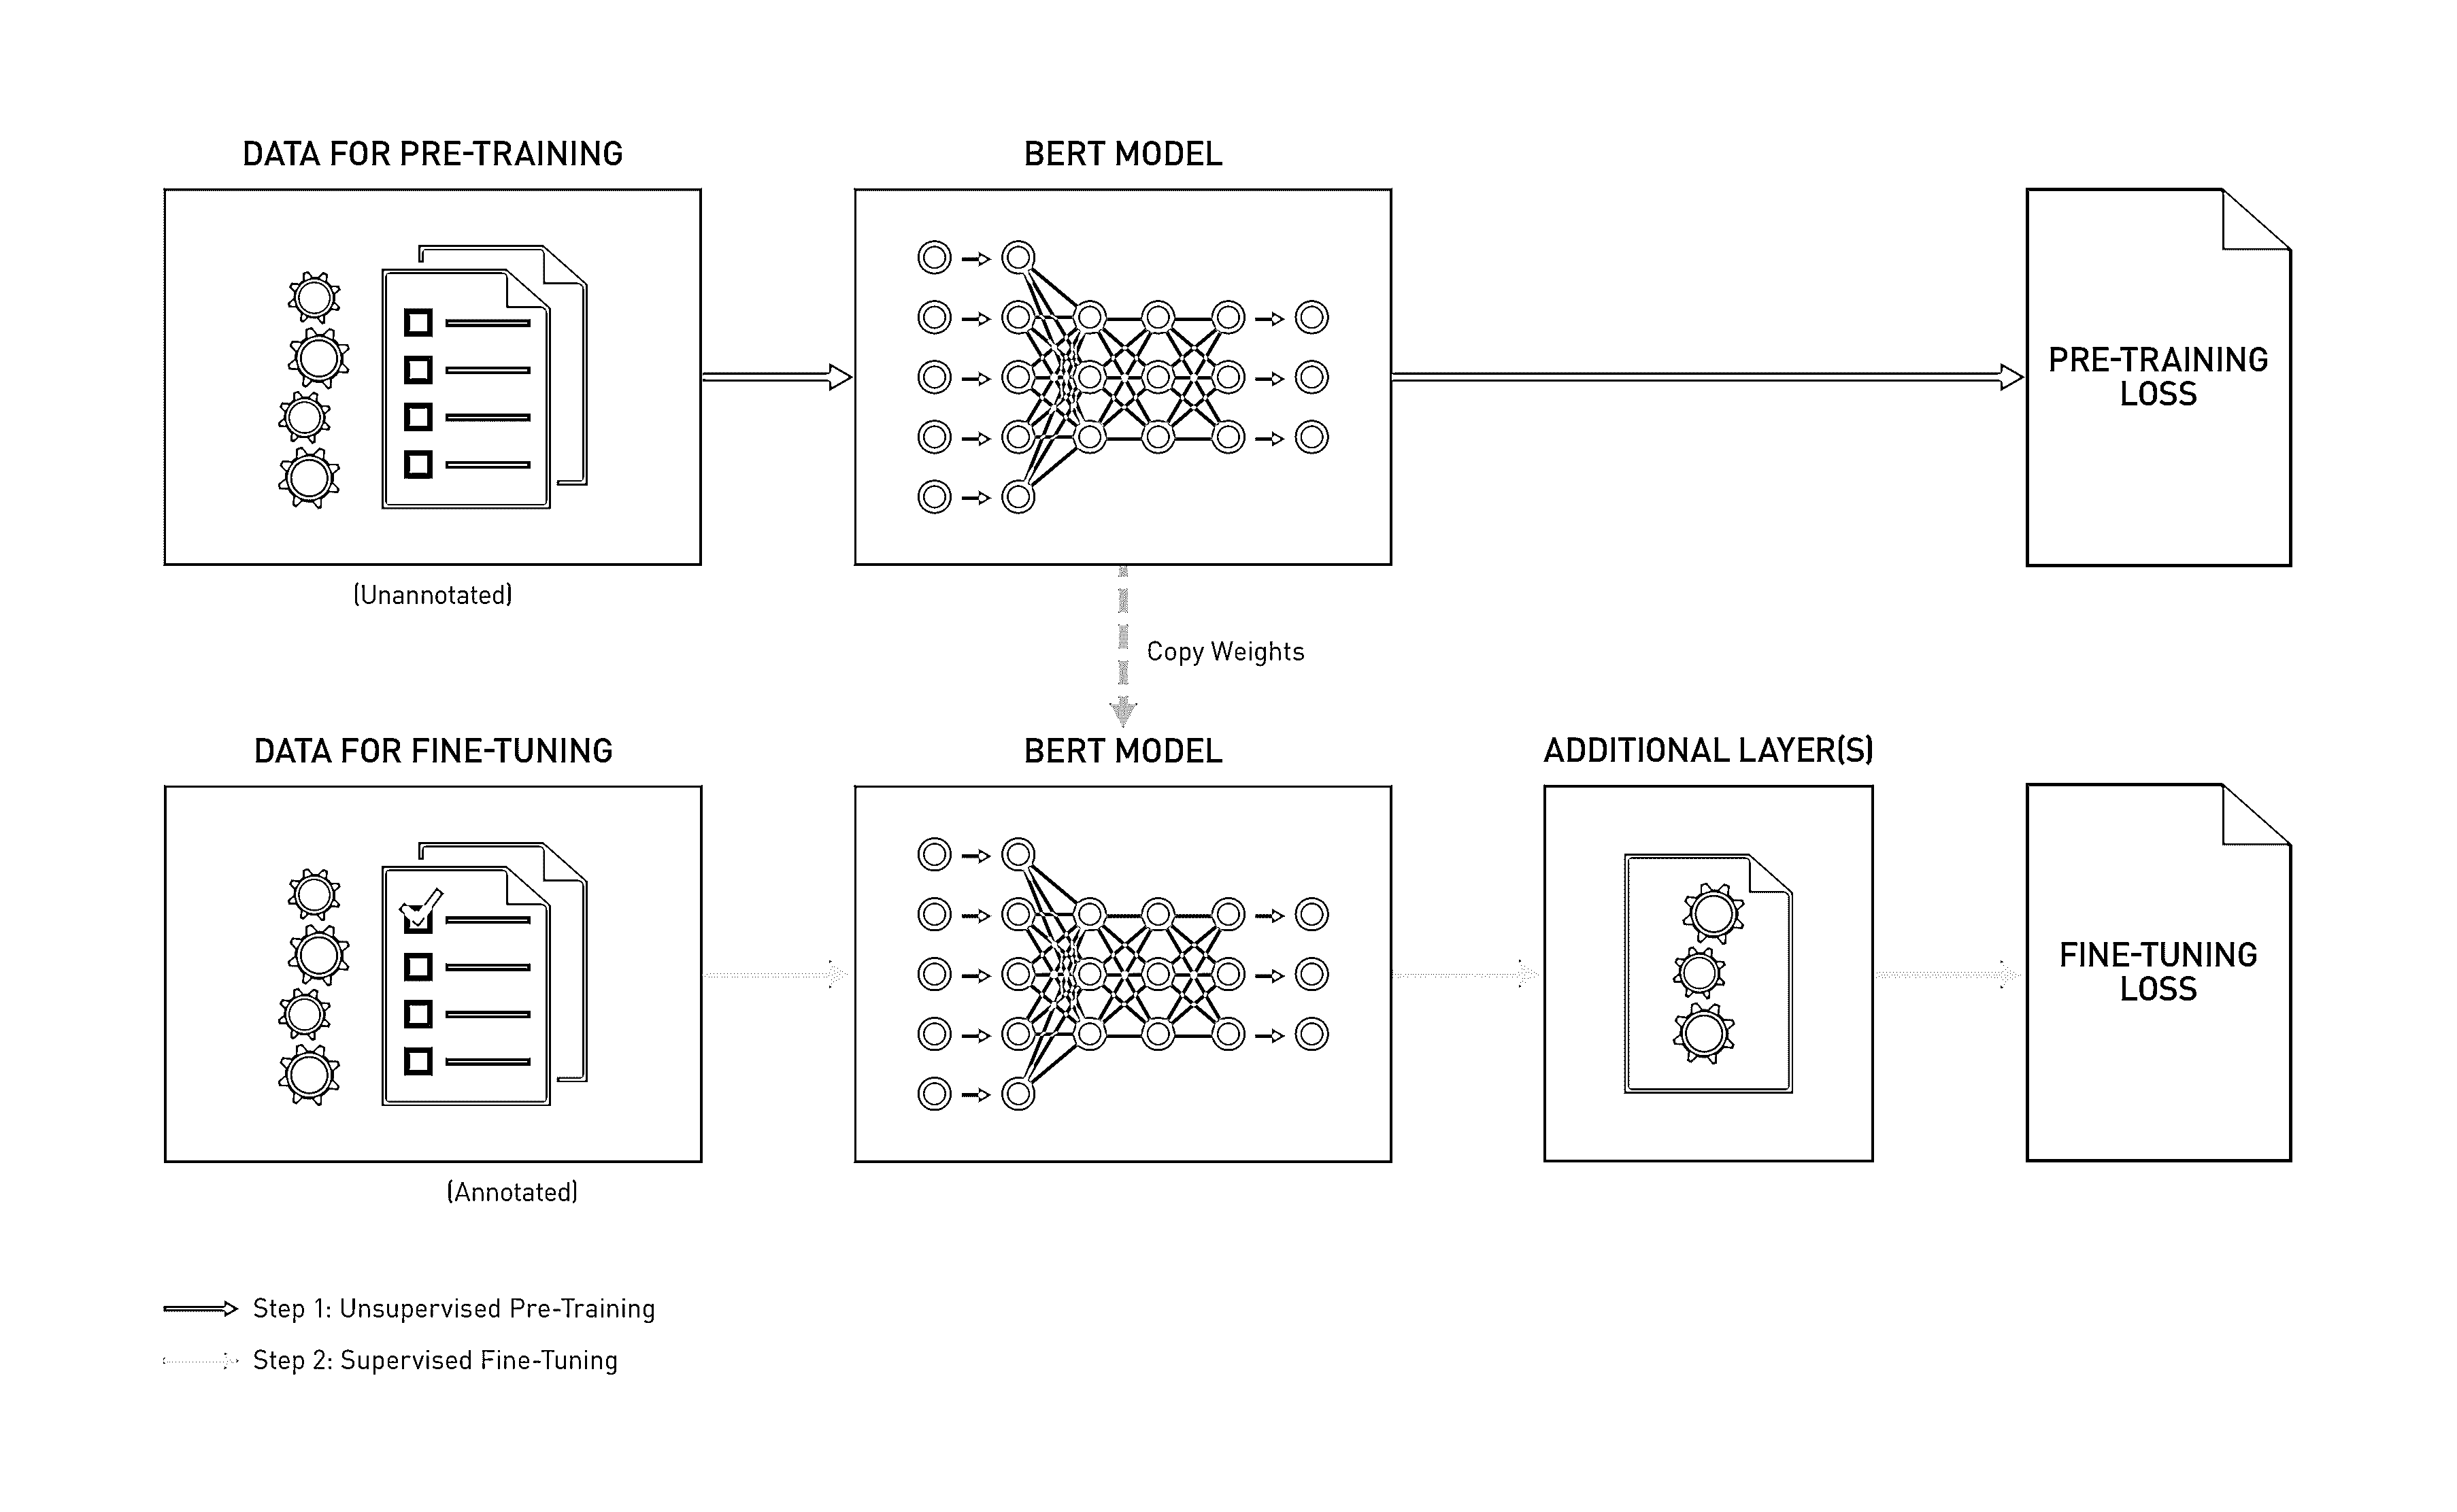 DATA FOR PRE-TRAINING
BERT MODEL
PRE-TRAINING
LOSS
(Unannotated)
Copy Weights
DATA FOR FINE-TUNING
BERT MODEL
ADDITIONAL LAYER(S)
FINE-TUNING
LOSS
(Annotated)
Step 1: Unsupervised Pre-Training
Step 2: Supervised Fine-Tuning